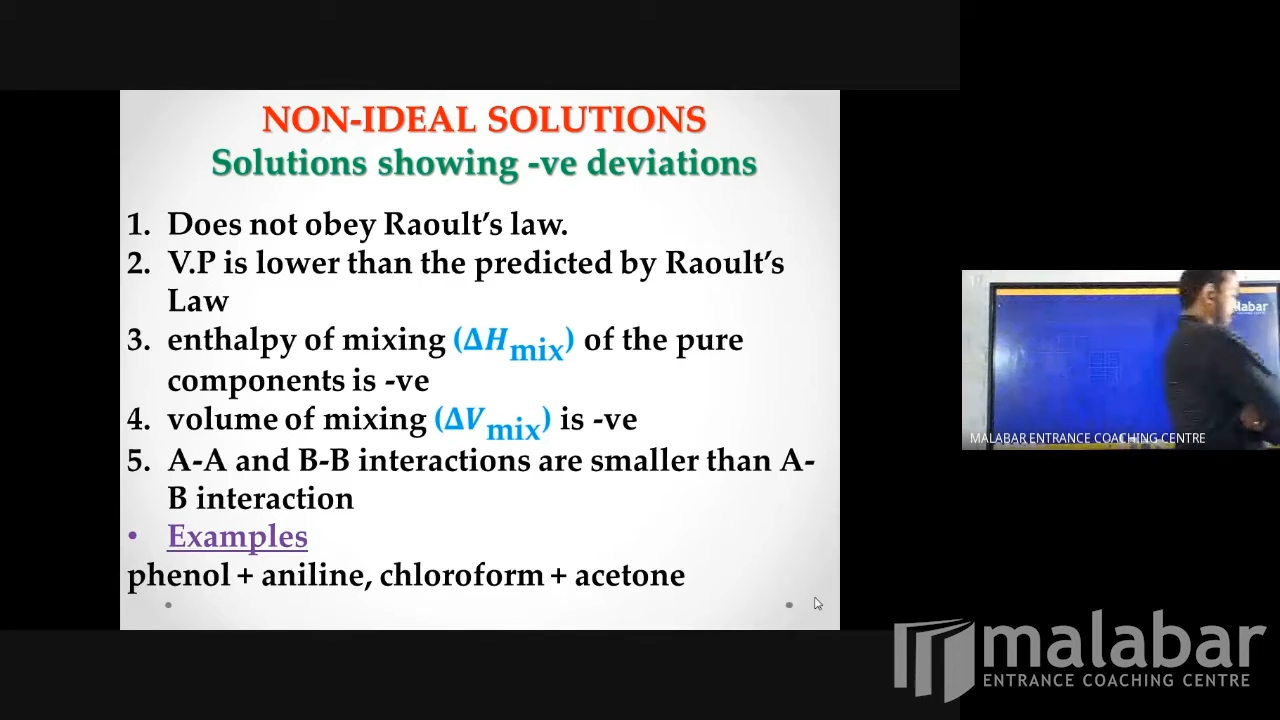 NON-IDEAL SOLUTIONS
Solutions showing -ve deviations
1. Does not obey Raoult’s law.
2. V.P is lower than the predicted by Raoult’s
Law
3. enthalpy of mixing (ΔHmix) of the pure
components is -ve
4. volume of mixing (ΔVmix) is -ve
5. A-A and B-B interactions are smaller than A-
B interaction
• Examples
phenol + aniline, chloroform + acetone
MALABAR ENTRANCE COACHING CENTRE
malabar
ENTRANCE COACHING CENTRE